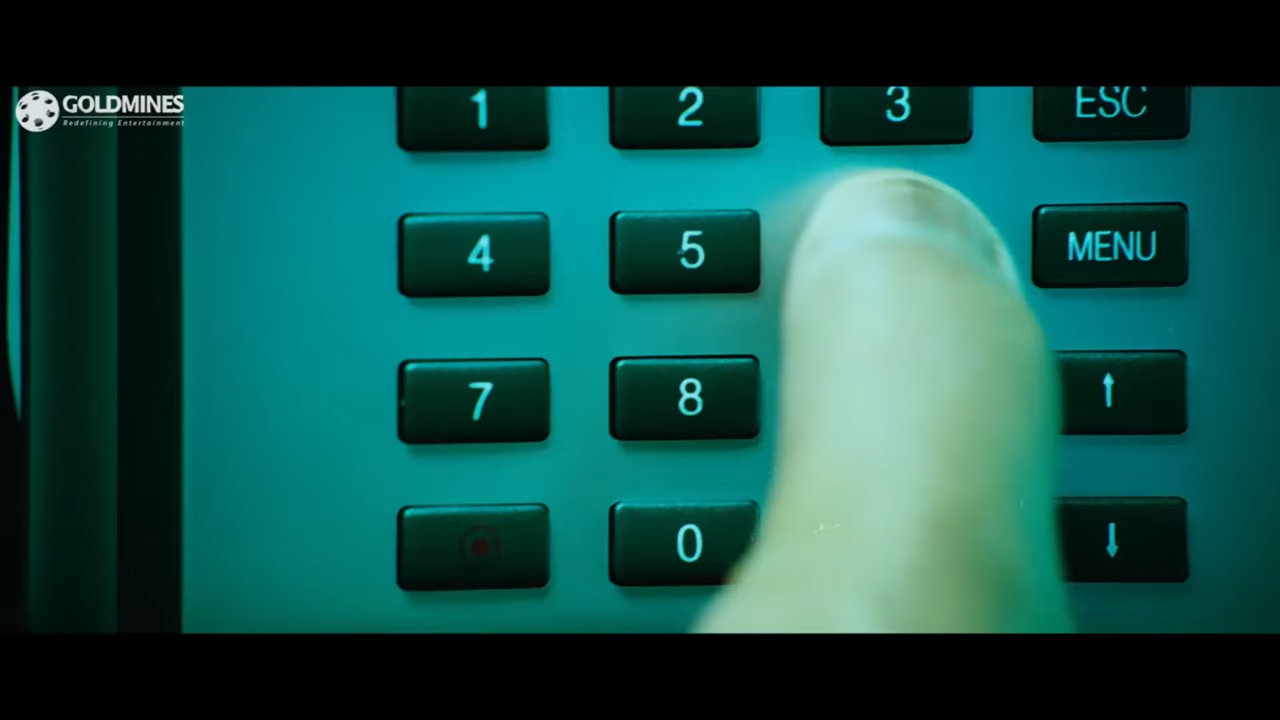 GOLDMINES
Redefining Entertainment
1 2 3 ESC
4 5 MENU
7 8 ↑
0 ↓